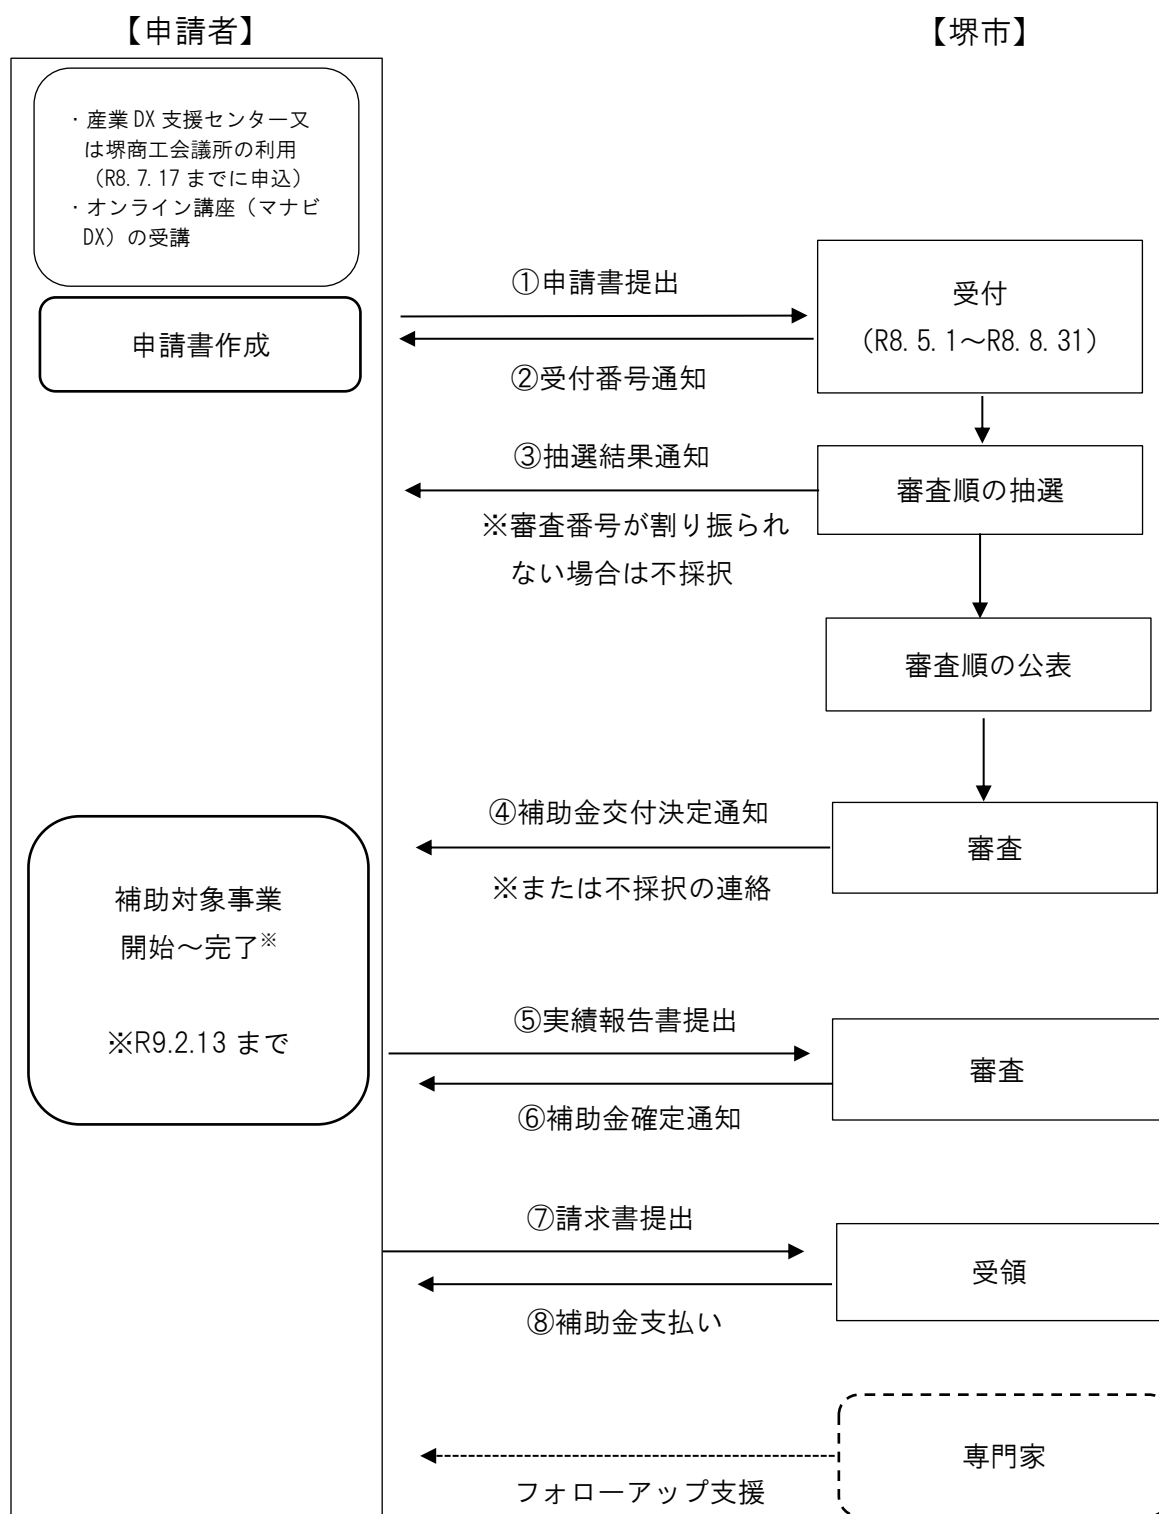 【申請者】
【堺市】
・産業DX支援センター又
は堺商工会議所の利用
（R8.7.17までに申込）
・オンライン講座（マナビ
DX）の受講
①申請書提出
受付
（R8.5.1～R8.8.31）
申請書作成
②受付番号通知
③抽選結果通知
審査順の抽選
※審査番号が割り振られ
ない場合は不採択
審査順の公表
④補助金交付決定通知
審査
※または不採択の連絡
補助対象事業
開始～完了※
※R9.2.13まで
⑤実績報告書提出
審査
⑥補助金確定通知
⑦請求書提出
受領
⑧補助金支払い
専門家
フォローアップ支援